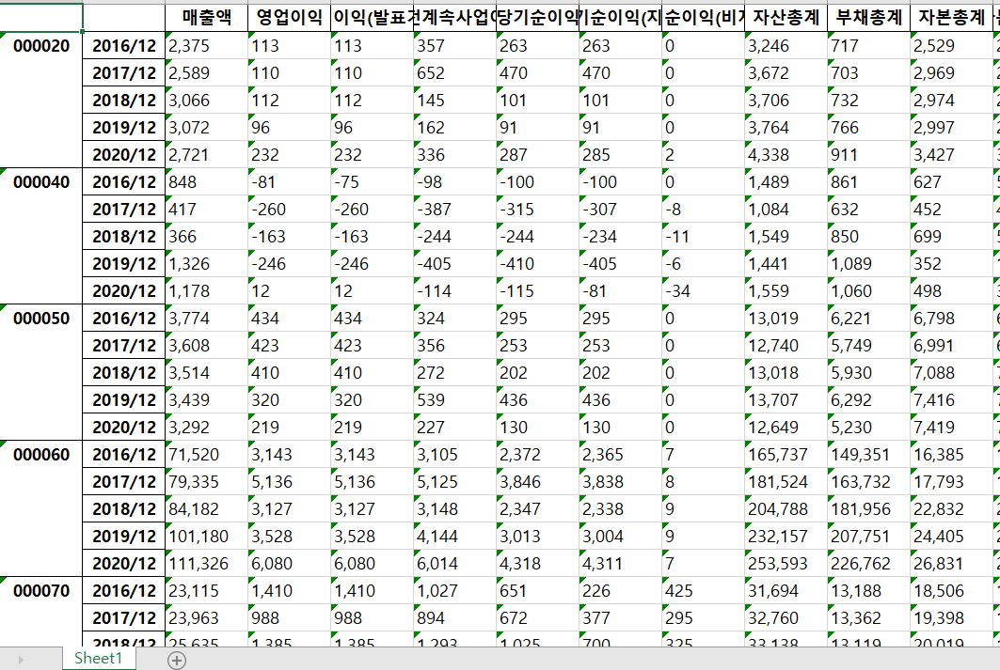 매출액 영업이익 이익(발표 계속사업 당기순이익 기순이익(지 순이익(비지 자산총계 부채총계 자본총계
000020 2016/12 2,375 113 113 357 263 263 0 3,246 717 2,529
2017/12 2,589 110 110 652 470 470 0 3,672 703 2,969
2018/12 3,066 112 112 145 101 101 0 3,706 732 2,974
2019/12 3,072 96 96 162 91 91 0 3,764 766 2,997
2020/12 2,721 232 232 336 287 285 2 4,338 911 3,427
000040 2016/12 848 -81 -75 -98 -100 -100 0 1,489 861 627
2017/12 417 -260 -260 -387 -315 -307 -8 1,084 632 452
2018/12 366 -163 -163 -244 -244 -234 -11 1,549 850 699
2019/12 1,326 -246 -246 -405 -410 -405 -6 1,441 1,089 352
2020/12 1,178 12 12 -114 -115 -81 -34 1,559 1,060 498
000050 2016/12 3,774 434 434 324 295 295 0 13,019 6,221 6,798
2017/12 3,608 423 423 356 253 253 0 12,740 5,749 6,991
2018/12 3,514 410 410 272 202 202 0 13,018 5,930 7,088
2019/12 3,439 320 320 539 436 436 0 13,707 6,292 7,416
2020/12 3,292 219 219 227 130 130 0 12,649 5,230 7,419
000060 2016/12 71,520 3,143 3,143 3,105 2,372 2,365 7 165,737 149,351 16,385
2017/12 79,335 5,136 5,136 5,125 3,846 3,838 8 181,524 163,732 17,793
2018/12 84,182 3,127 3,127 3,148 2,347 2,338 9 204,788 181,956 22,832
2019/12 101,180 3,528 3,528 4,144 3,013 3,004 9 232,157 207,751 24,405
2020/12 111,326 6,080 6,080 6,014 4,318 4,311 7 253,593 226,762 26,831
000070 2016/12 23,115 1,410 1,410 1,027 651 226 425 31,694 13,188 18,506
2017/12 23,963 988 988 894 672 377 295 32,760 13,362 19,398
2018/12 25,635 1,385 1,385 1,293 1,025 700 325 33,138 13,119 20,019
Sheet1